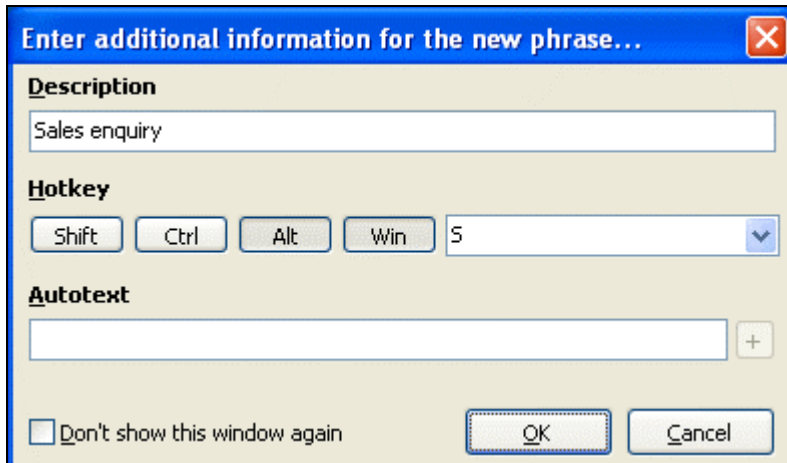 Enter additional information for the new phrase...
Description
Sales enquiry
Hotkey
Shift Ctrl Alt Win S
Autotext
+
Don't show this window again OK Cancel